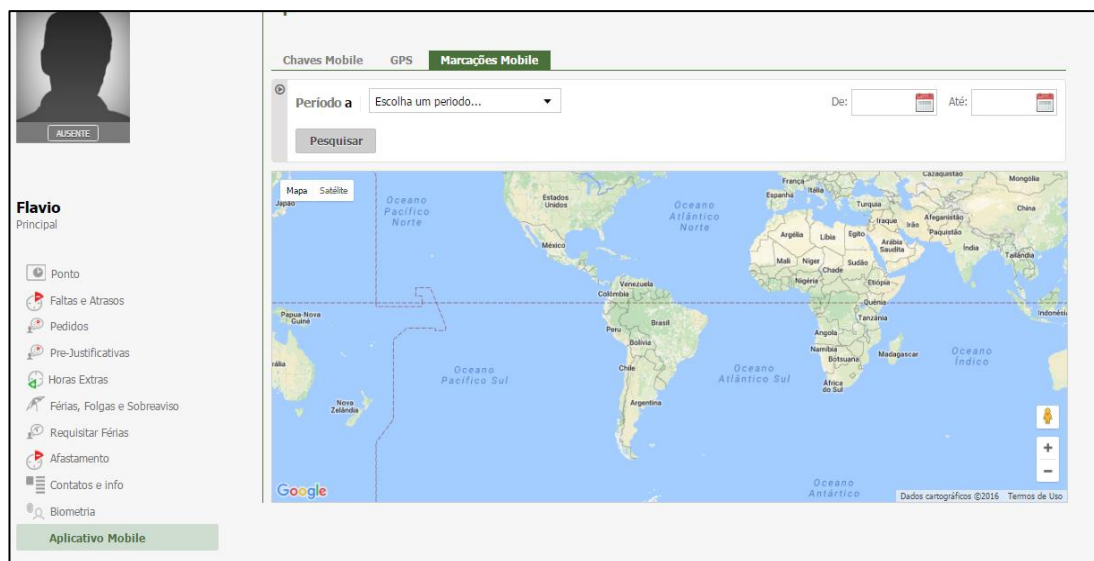 AUSENTE
Flavio
Principal
Ponto
Faltas e Atrasos
Pedidos
Pre-Justificativas
Horas Extras
Férias, Folgas e Sobreaviso
Requisitar Férias
Afastamento
Contatos e info
Biometria
Aplicativo Mobile
Chaves Mobile GPS Marcações Mobile
Período a Escolha um periodo... De: Até:
Pesquisar
Mapa Satélite
Japão
Oceano
Pacífico
Norte
Estados
Unidos
México
Venezuela
Colômbia
Peru
Brasil
Bolívia
Chile
Argentina
Oceano
Atlântico
Norte
França
Espanha
Itália
Turquia
Cazaquistão
Mongólia
China
Iraque
Irão
Afeganistão
Paquistão
Argélia
Líbia
Egito
Arábia
Saudita
Índia
Tailândia
Mali
Níger
Chade
Sudão
Nigéria
Etiópia
Quénia
Tanzânia
Indonési
Angola
Namíbia
Botsuana
Madagascar
África
do Sul
Papua-Nova
Guiné
rália
Nova
Zelândia
Oceano
Pacífico Sul
Oceano
Atlântico Sul
Oceano
Índico
Oceano
Antártico
Google
Dados cartográficos ©2016 Termos de Uso